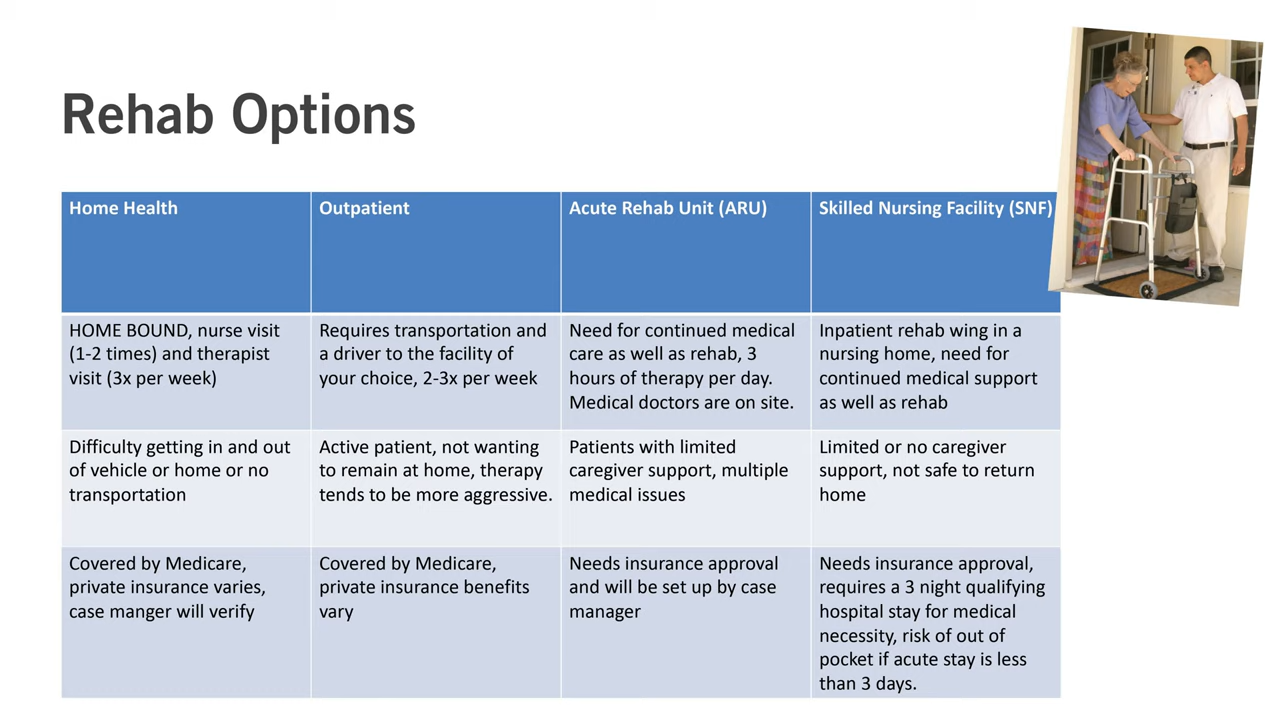 Rehab Options
Home Health
Outpatient
Acute Rehab Unit (ARU)
Skilled Nursing Facility (SNF)
HOME BOUND, nurse visit
(1-2 times) and therapist
visit (3x per week)
Requires transportation and
a driver to the facility of
your choice, 2-3x per week
Need for continued medical
care as well as rehab, 3
hours of therapy per day.
Medical doctors are on site.
Inpatient rehab wing in a
nursing home, need for
continued medical support
as well as rehab
Difficulty getting in and out
of vehicle or home or no
transportation
Active patient, not wanting
to remain at home, therapy
tends to be more aggressive.
Patients with limited
caregiver support, multiple
medical issues
Limited or no caregiver
support, not safe to return
home
Covered by Medicare,
private insurance varies,
case manger will verify
Covered by Medicare,
private insurance benefits
vary
Needs insurance approval
and will be set up by case
manager
Needs insurance approval,
requires a 3 night qualifying
hospital stay for medical
necessity, risk of out of
pocket if acute stay is less
than 3 days.